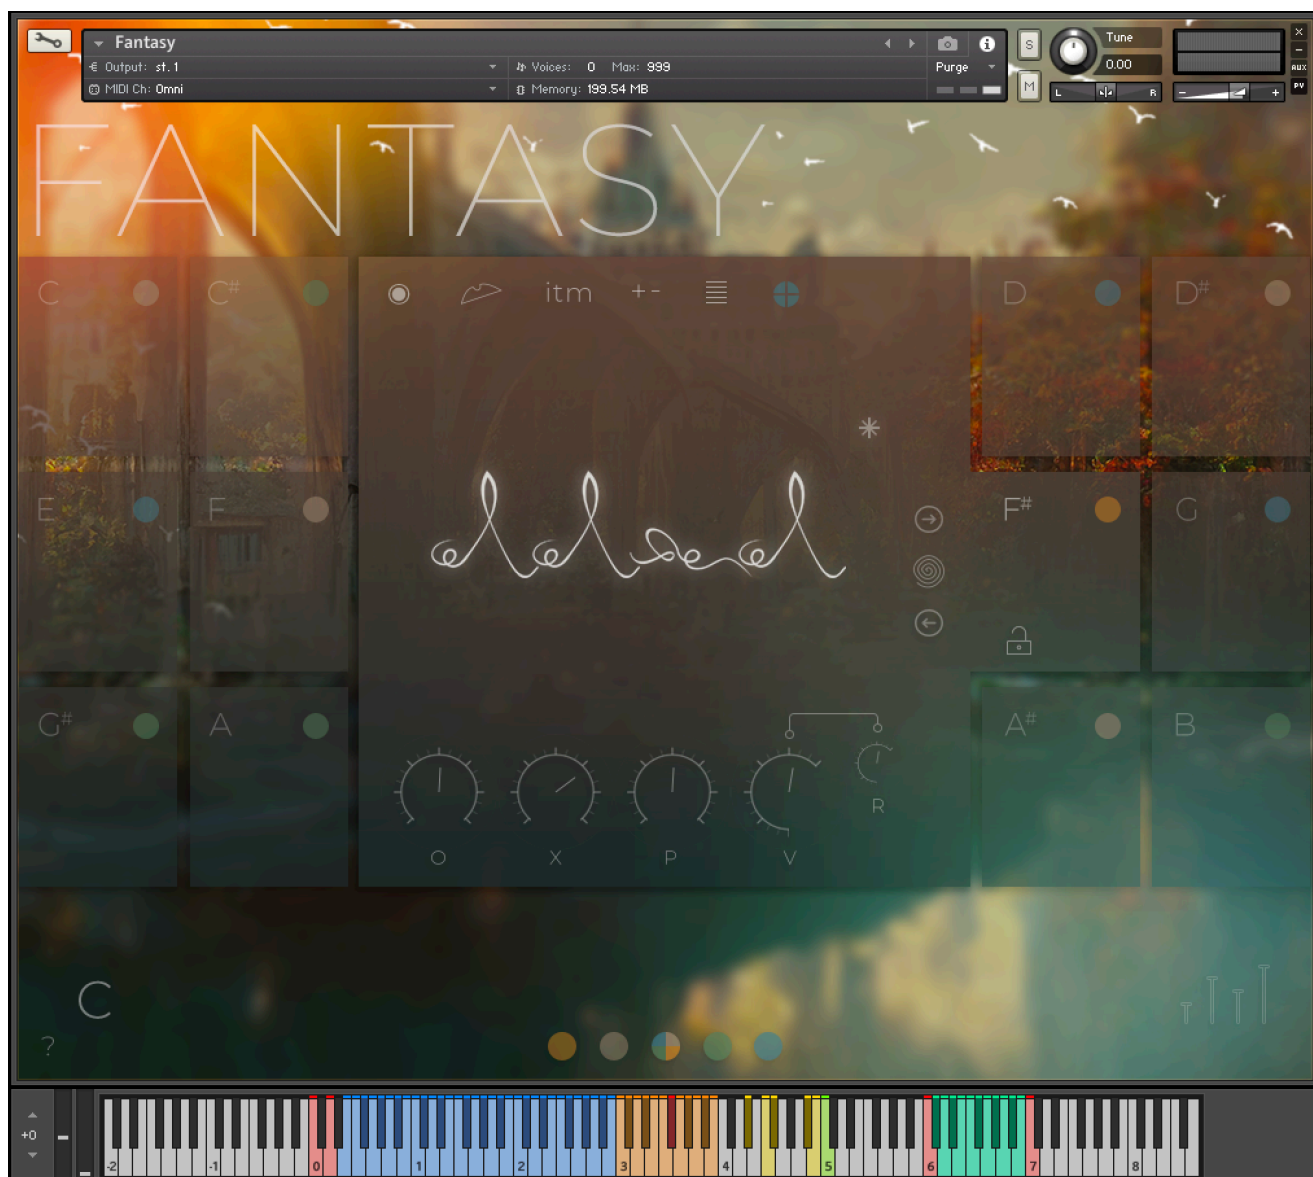 Fantasy
Output: st.1
Voices: 0 Max: 999
Purge
MIDI Ch: Omni
Memory: 199.54 MB
S
M
Tune
0.00
L
R
-
+
X
-
AUX
PV
FANTASY
C
C#
itm
+ -
D
D#
E
F
F#
G
G#
A
A#
B
O
X
P
V
R
C
?
+0
-2
-1
0
1
2
3
4
5
6
7
8